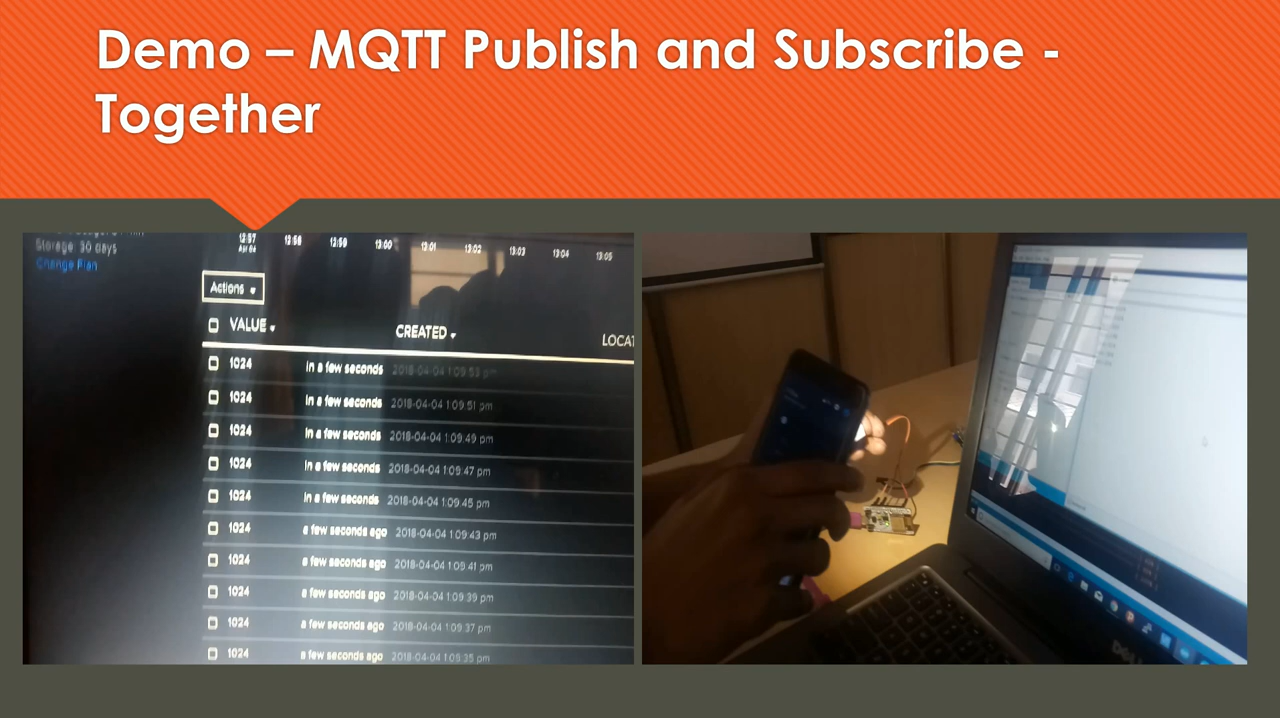 Demo – MQTT Publish and Subscribe -
Together
Storage: 30 days
Change Plan
12:57 12:58 12:59 13:00 13:01 13:02 13:03 13:04 13:05
Actions
VALUE CREATED
1024 in a few seconds 2018-04-04 1:09:53 pm
1024 in a few seconds 2018-04-04 1:09:51 pm
1024 in a few seconds 2018-04-04 1:09:49 pm
1024 in a few seconds 2018-04-04 1:09:47 pm
1024 in a few seconds 2018-04-04 1:09:45 pm
1024 a few seconds ago 2018-04-04 1:09:43 pm
1024 a few seconds ago 2018-04-04 1:09:41 pm
1024 a few seconds ago 2018-04-04 1:09:39 pm
1024 a few seconds ago 2018-04-04 1:09:37 pm
1024 a few seconds ago 2018-04-04 1:09:35 pm